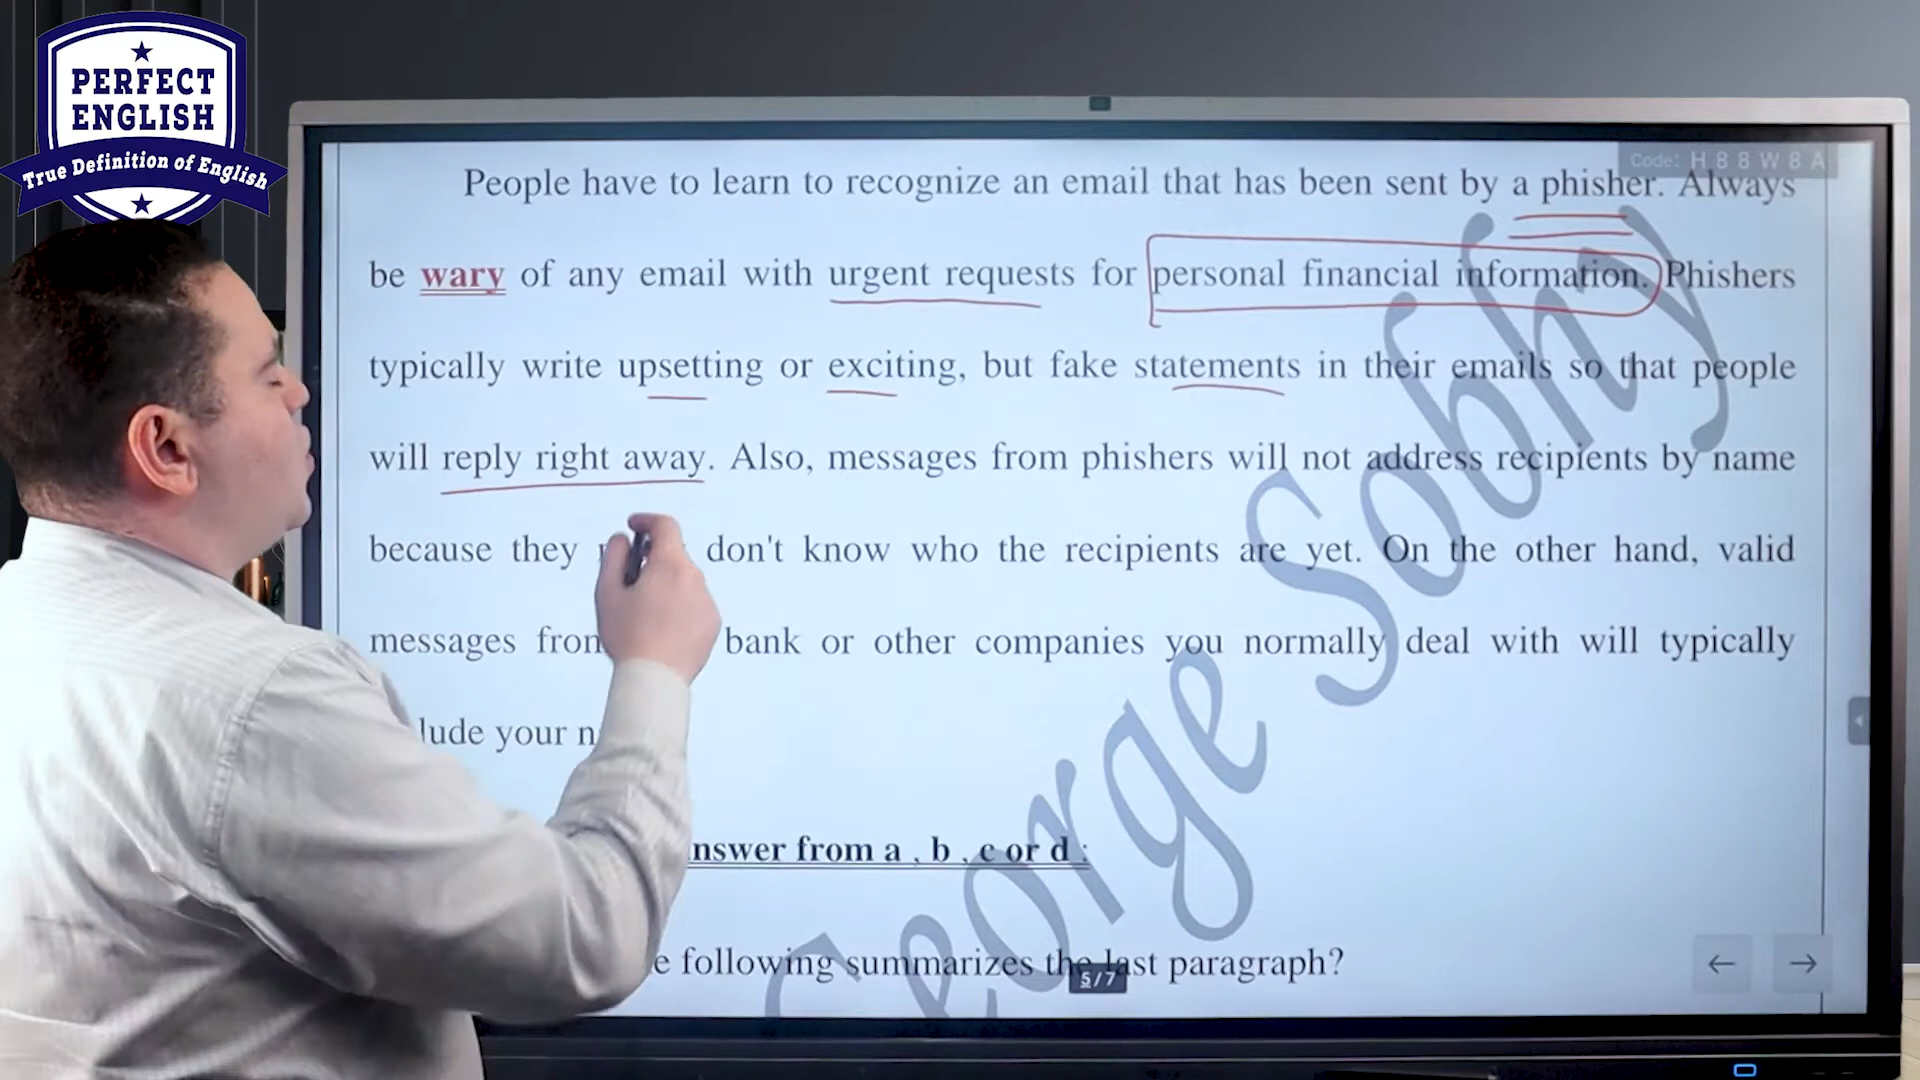 PERFECT
ENGLISH
True Definition of English
Code: H88W8A
People have to learn to recognize an email that has been sent by a phisher. Always
be wary of any email with urgent requests for personal financial information. Phishers
typically write upsetting or exciting, but fake statements in their emails so that people
will reply right away. Also, messages from phishers will not address recipients by name
because they don't know who the recipients are yet. On the other hand, valid
messages bank or other companies you normally deal with will typically
your
from a , b , c or d :
following summarizes the last paragraph?
5/7
George Sobhy